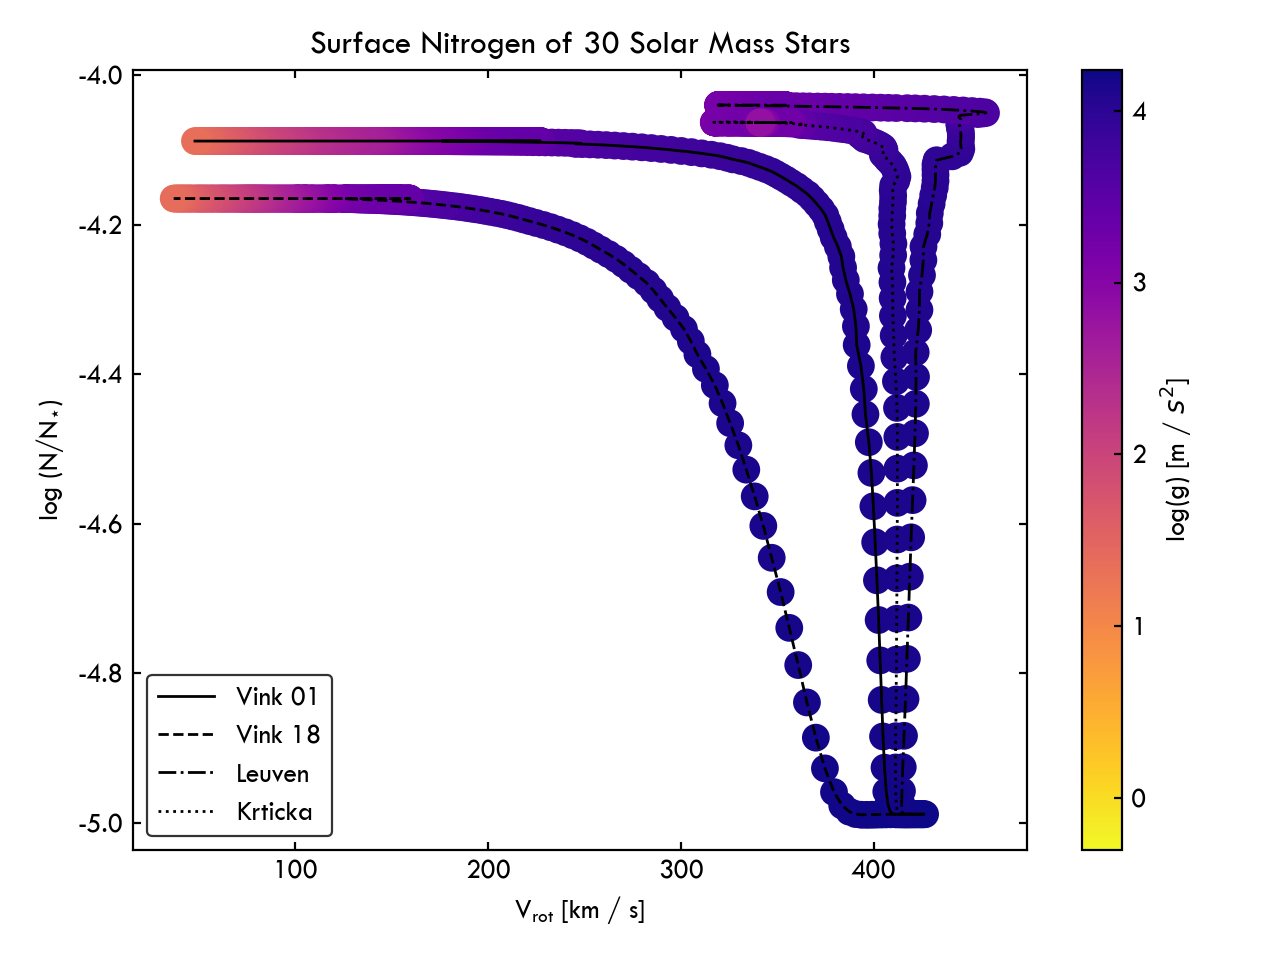 Surface Nitrogen of 30 Solar Mass Stars
-4.0
-4.2
-4.4
-4.6
-4.8
-5.0
log (N/N⋆)
Vink 01
Vink 18
Leuven
Krticka
100
200
300
400
V_rot [km / s]
4
3
2
1
0
log(g) [m / s²]